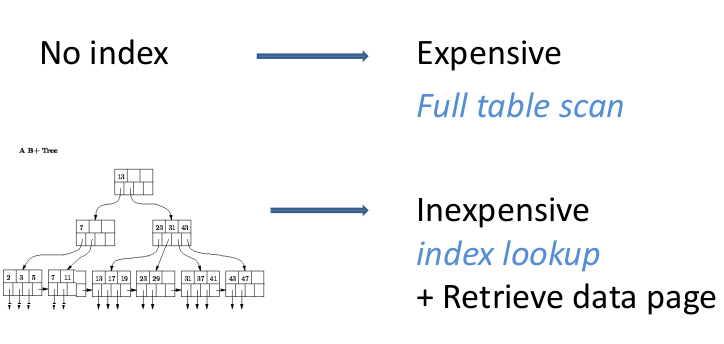 No index
Expensive
Full table scan
A B+ Tree
13
7
23 31 43
Inexpensive
index lookup
+ Retrieve data page
2 3 5
7 11
13 17 19
23 29
31 37 41
43 47